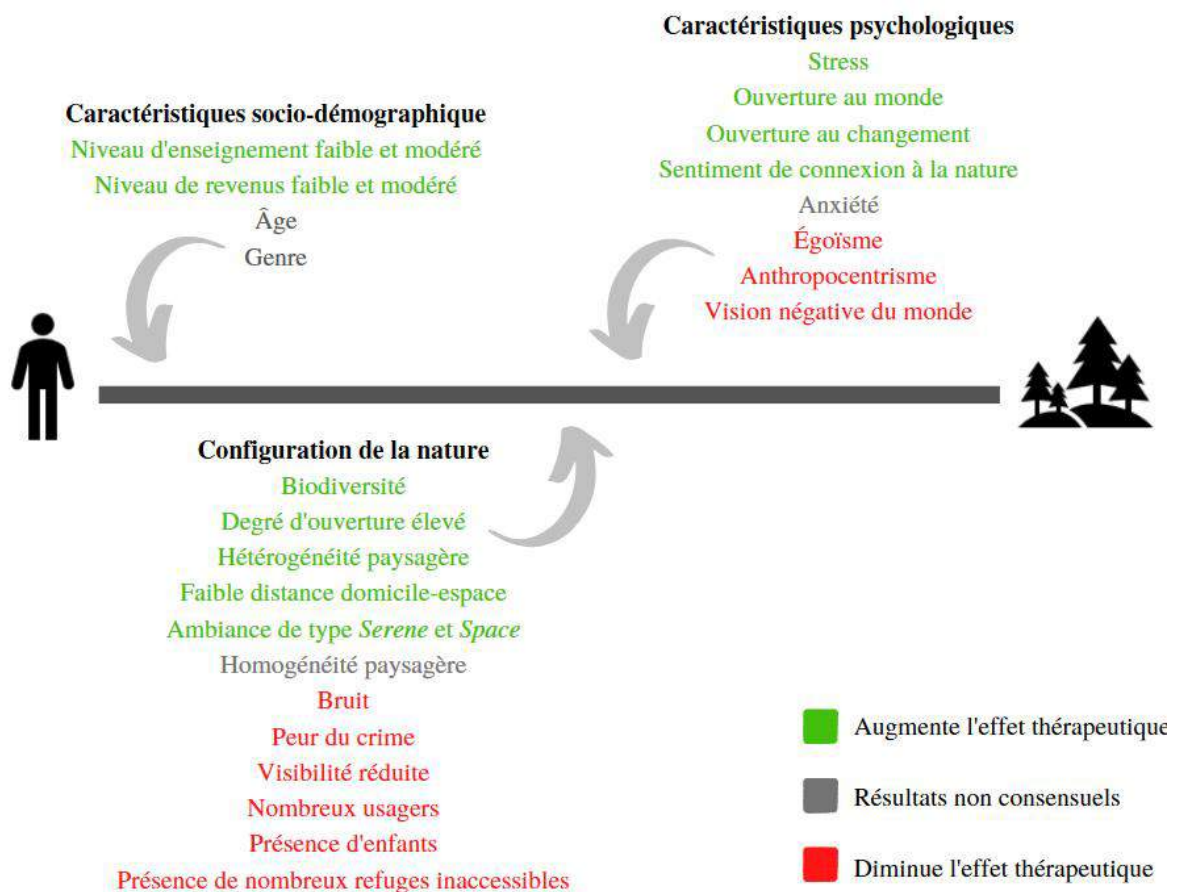 Caractéristiques psychologiques
Stress
Ouverture au monde
Ouverture au changement
Sentiment de connexion à la nature
Anxiété
Égoïsme
Anthropocentrisme
Vision négative du monde
Caractéristiques socio-démographique
Niveau d'enseignement faible et modéré
Niveau de revenus faible et modéré
Âge
Genre
Configuration de la nature
Biodiversité
Degré d'ouverture élevé
Hétérogénéité paysagère
Faible distance domicile-espace
Ambiance de type Serene et Space
Homogénéité paysagère
Bruit
Peur du crime
Visibilité réduite
Nombreux usagers
Présence d'enfants
Présence de nombreux refuges inaccessibles
Augmente l'effet thérapeutique
Résultats non consensuels
Diminue l'effet thérapeutique